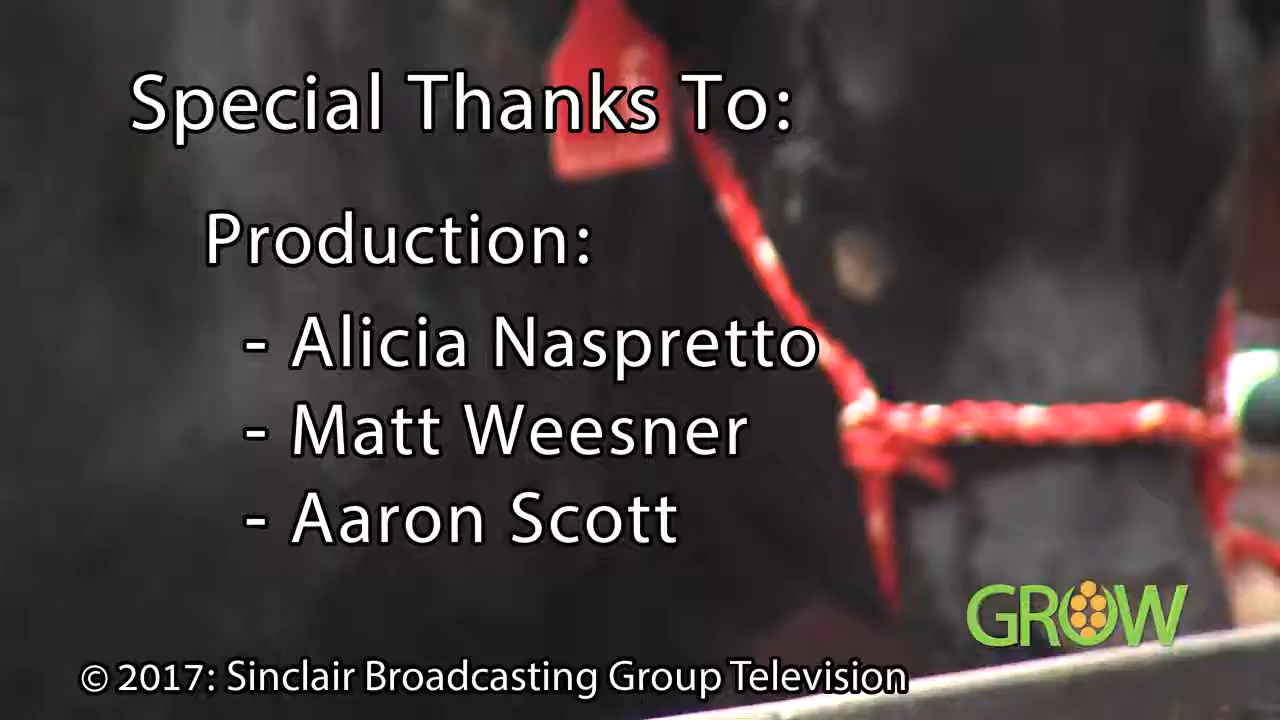 Special Thanks To:
Production:
- Alicia Naspretto
- Matt Weesner
- Aaron Scott
GROW
© 2017: Sinclair Broadcasting Group Television